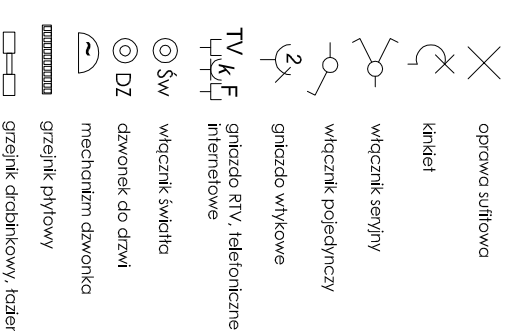 oprawa sufitowa
kinkiet
włącznik seryjny
włącznik pojedynczy
2 gniazdo wtykowe
TV k F gniazdo RTV, telefoniczne
internetowe
Św włącznik światła
DZ dzwonek do drzwi
~ mechanizm dzwonka
grzejnik płytowy
grzejnik drabinkowy, łazier